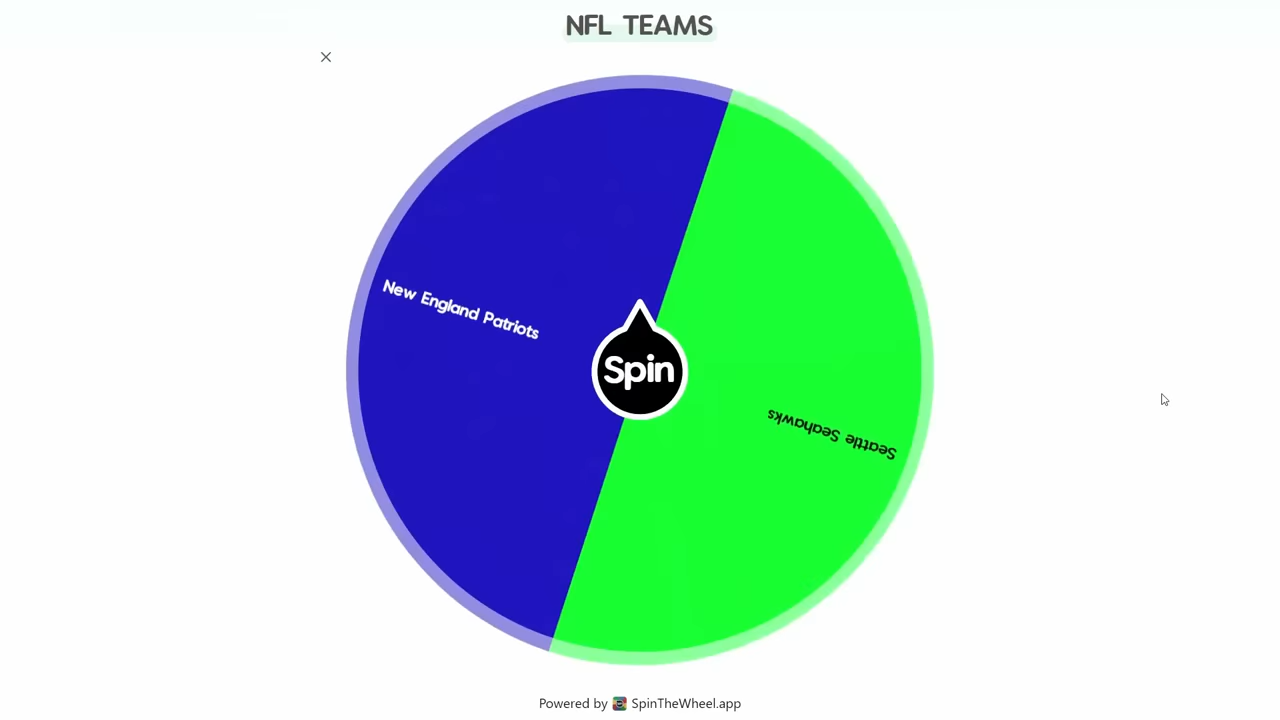 NFL TEAMS
New England Patriots
Spin
Seattle Seahawks
Powered by SpinTheWheel.app